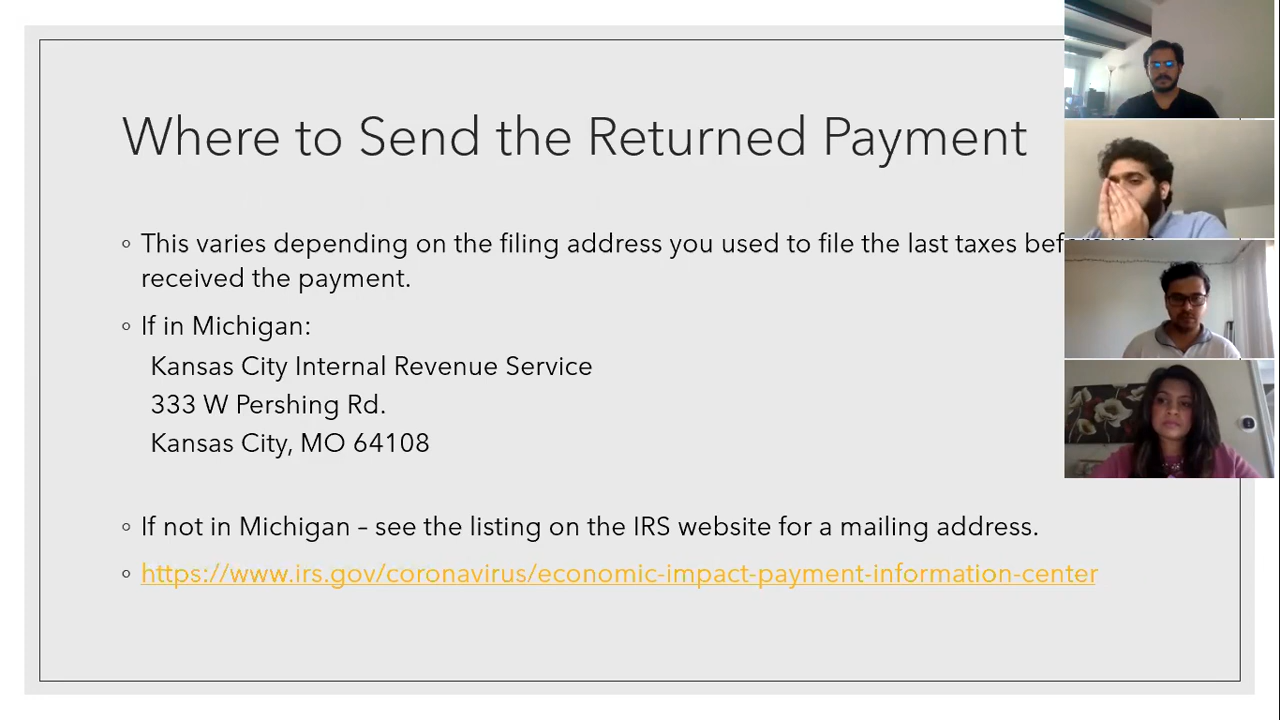 Where to Send the Returned Payment
◦ This varies depending on the filing address you used to file the last taxes
received the payment.
◦ If in Michigan:
Kansas City Internal Revenue Service
333 W Pershing Rd.
Kansas City, MO 64108
◦ If not in Michigan – see the listing on the IRS website for a mailing address.
◦ https://www.irs.gov/coronavirus/economic-impact-payment-information-center